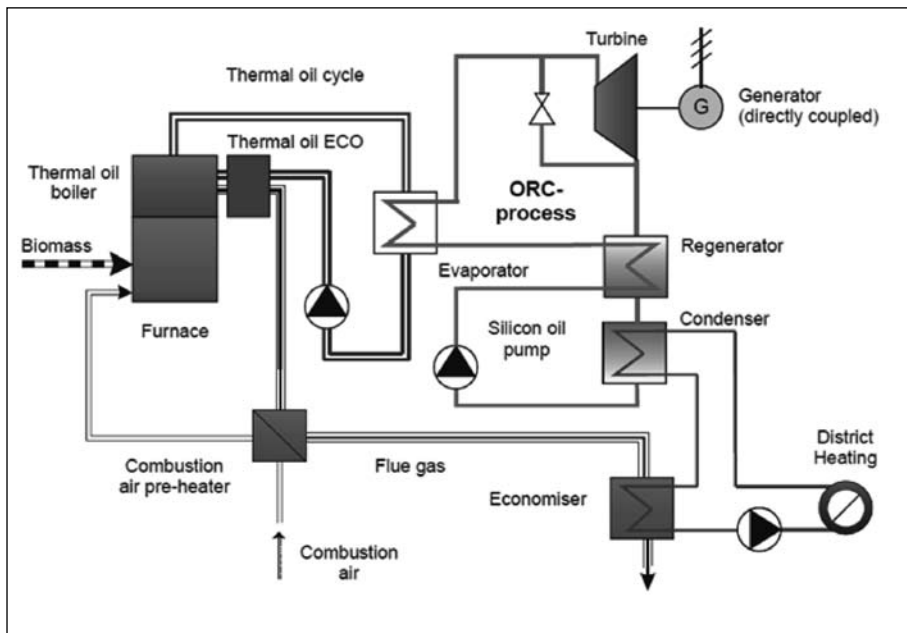 Turbine
Thermal oil cycle
Generator
(directly coupled)
G
Thermal oil ECO
Thermal oil
boiler
ORC-
process
Biomass
Evaporator
Regenerator
Furnace
Silicon oil
pump
Condenser
Combustion
air pre-heater
Flue gas
District
Heating
Economiser
Combustion
air